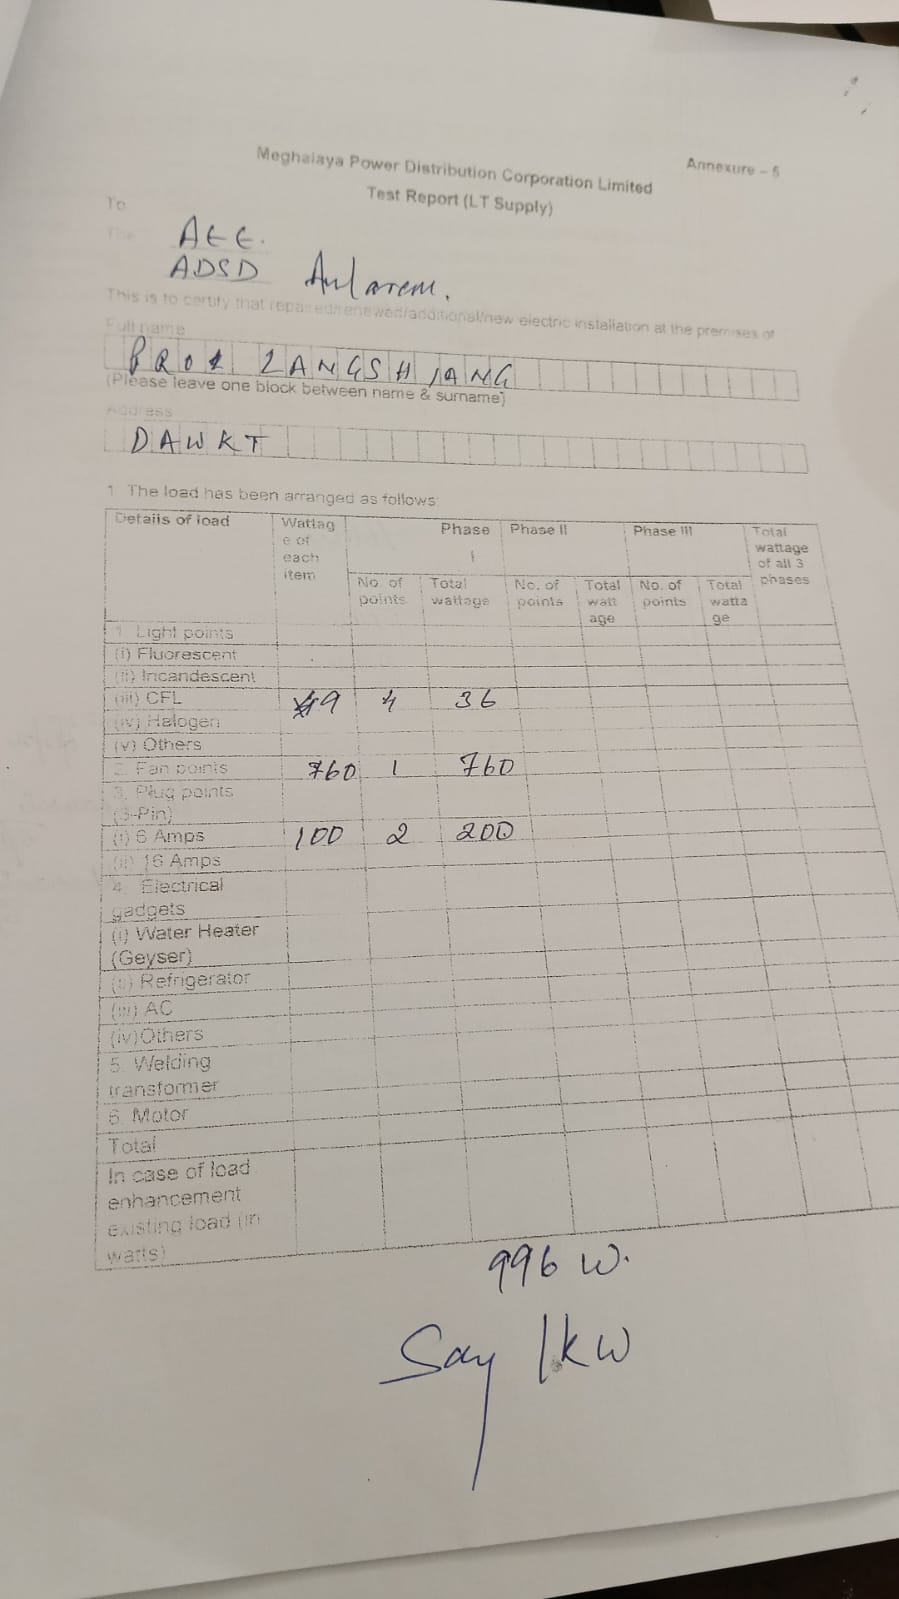 Annexure - 5
Meghalaya Power Distribution Corporation Limited
Test Report (LT Supply)
To
The AEE.
ADSD Amlarem.
This is to certify that repaired/renewed/additional/new electric installation at the premises of
Full name
LANGSHIANG
(Please leave one block between name & surname)
Address
DAWKI
1 The load has been arranged as follows:
Details of load Wattag e of each item Phase I Phase II Phase III Total wattage of all 3 phases
No. of points Total wattage No. of points Total watt age No. of points Total watta ge
1. Light points
(i) Fluorescent
(ii) Incandescent
(iii) CFL 9 4 36
(iv) Halogen
(v) Others
2. Fan points 760 1 760
3. Plug points
(3-Pin)
(i) 6 Amps 100 2 200
(ii) 16 Amps
4. Electrical
gadgets
(i) Water Heater
(Geyser)
(ii) Refrigerator
(iii) AC
(iv)Others
5. Welding
transformer
6. Motor
Total
In case of load
enhancement
existing load (in
watts)
996 W.
Say 1kW